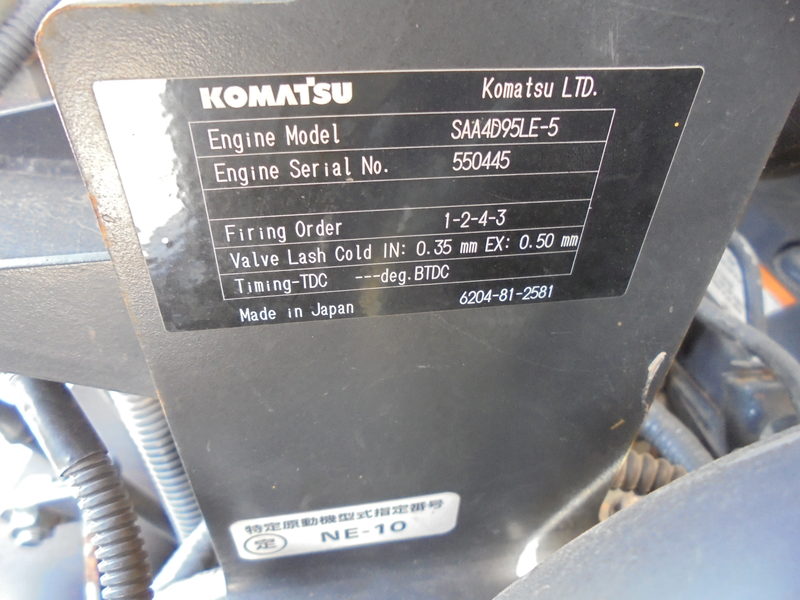 KOMATSU Komatsu LTD.
Engine Model SAA4D95LE-5
Engine Serial No. 550445
Firing Order 1-2-4-3
Valve Lash Cold IN: 0.35 mm EX: 0.50 mm
Timing-TDC ---deg.BTDC
Made in Japan 6204-81-2581
特定原動機型式指定番号
定 NE-10